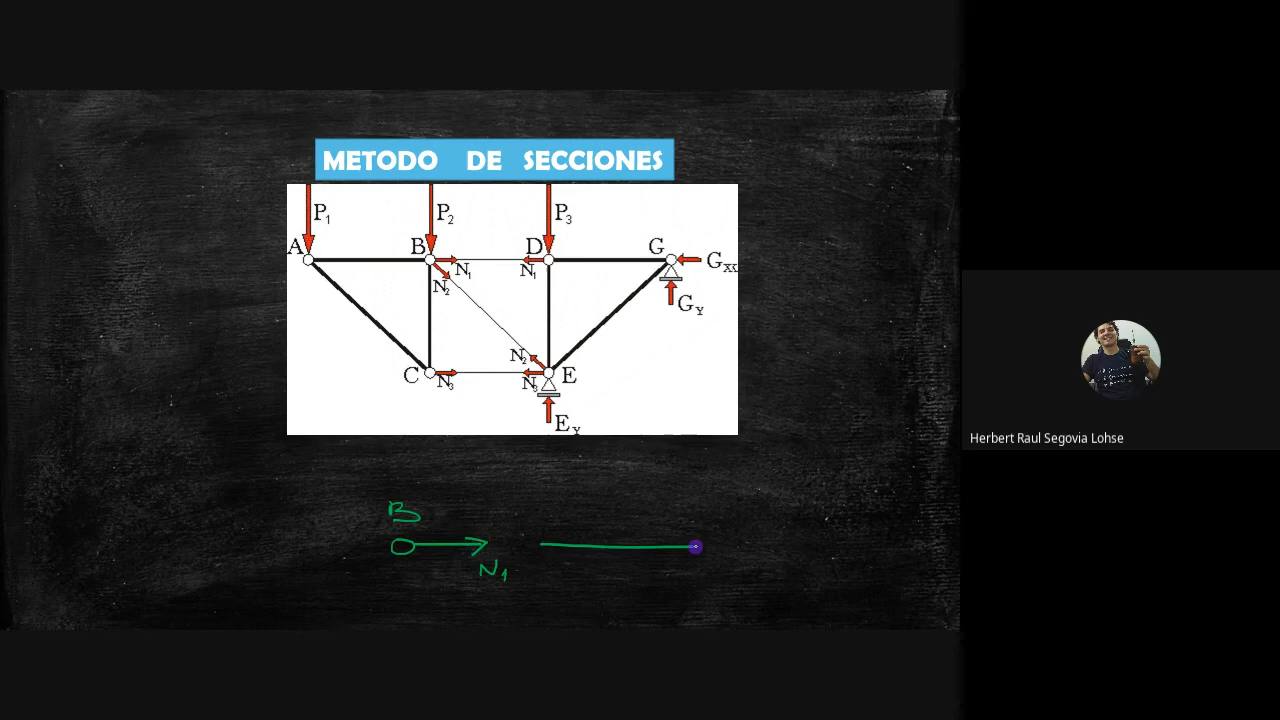 METODO DE SECCIONES
P1 P2 P3
A B D G
N1 N1 Gxx
N2 GY
N2
C N3 N3 E
EY
B
N1
Herbert Raul Segovia Lohse